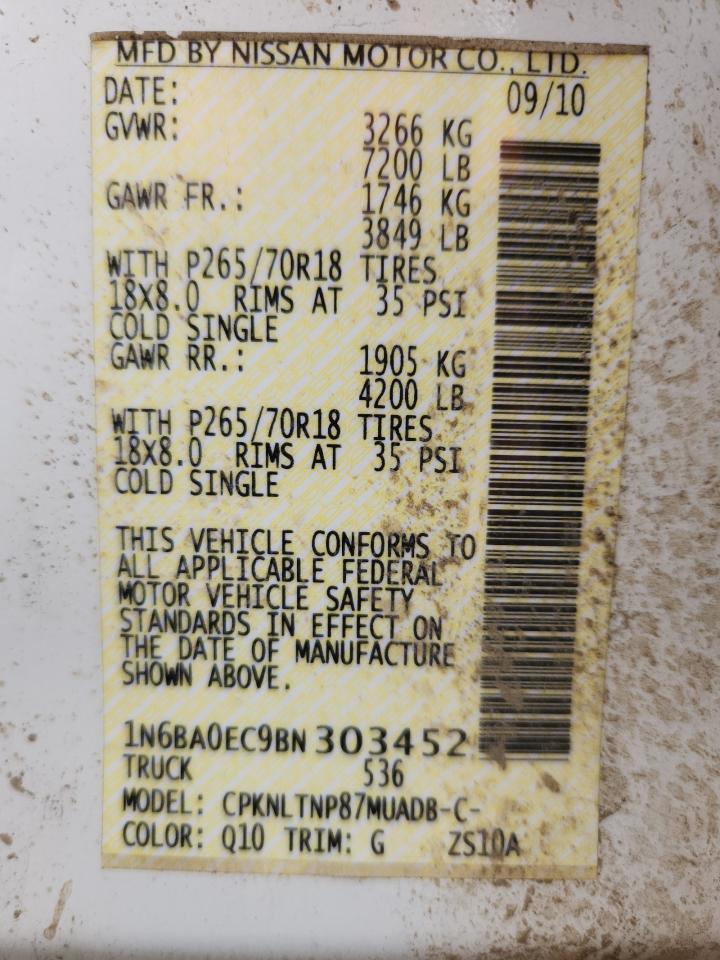 MFD BY NISSAN MOTOR CO., LTD.
DATE: 09/10
GVWR: 3266 KG
7200 LB
GAWR FR.: 1746 KG
3849 LB
WITH P265/70R18 TIRES
18X8.0 RIMS AT 35 PSI
COLD SINGLE
GAWR RR.: 1905 KG
4200 LB
WITH P265/70R18 TIRES
18X8.0 RIMS AT 35 PSI
COLD SINGLE
THIS VEHICLE CONFORMS TO
ALL APPLICABLE FEDERAL
MOTOR VEHICLE SAFETY
STANDARDS IN EFFECT ON
THE DATE OF MANUFACTURE
SHOWN ABOVE.
1N6BA0EC9BN303452
TRUCK 536
MODEL: CPKNLTNP87MUADB-C-
COLOR: Q10 TRIM: G ZS10A